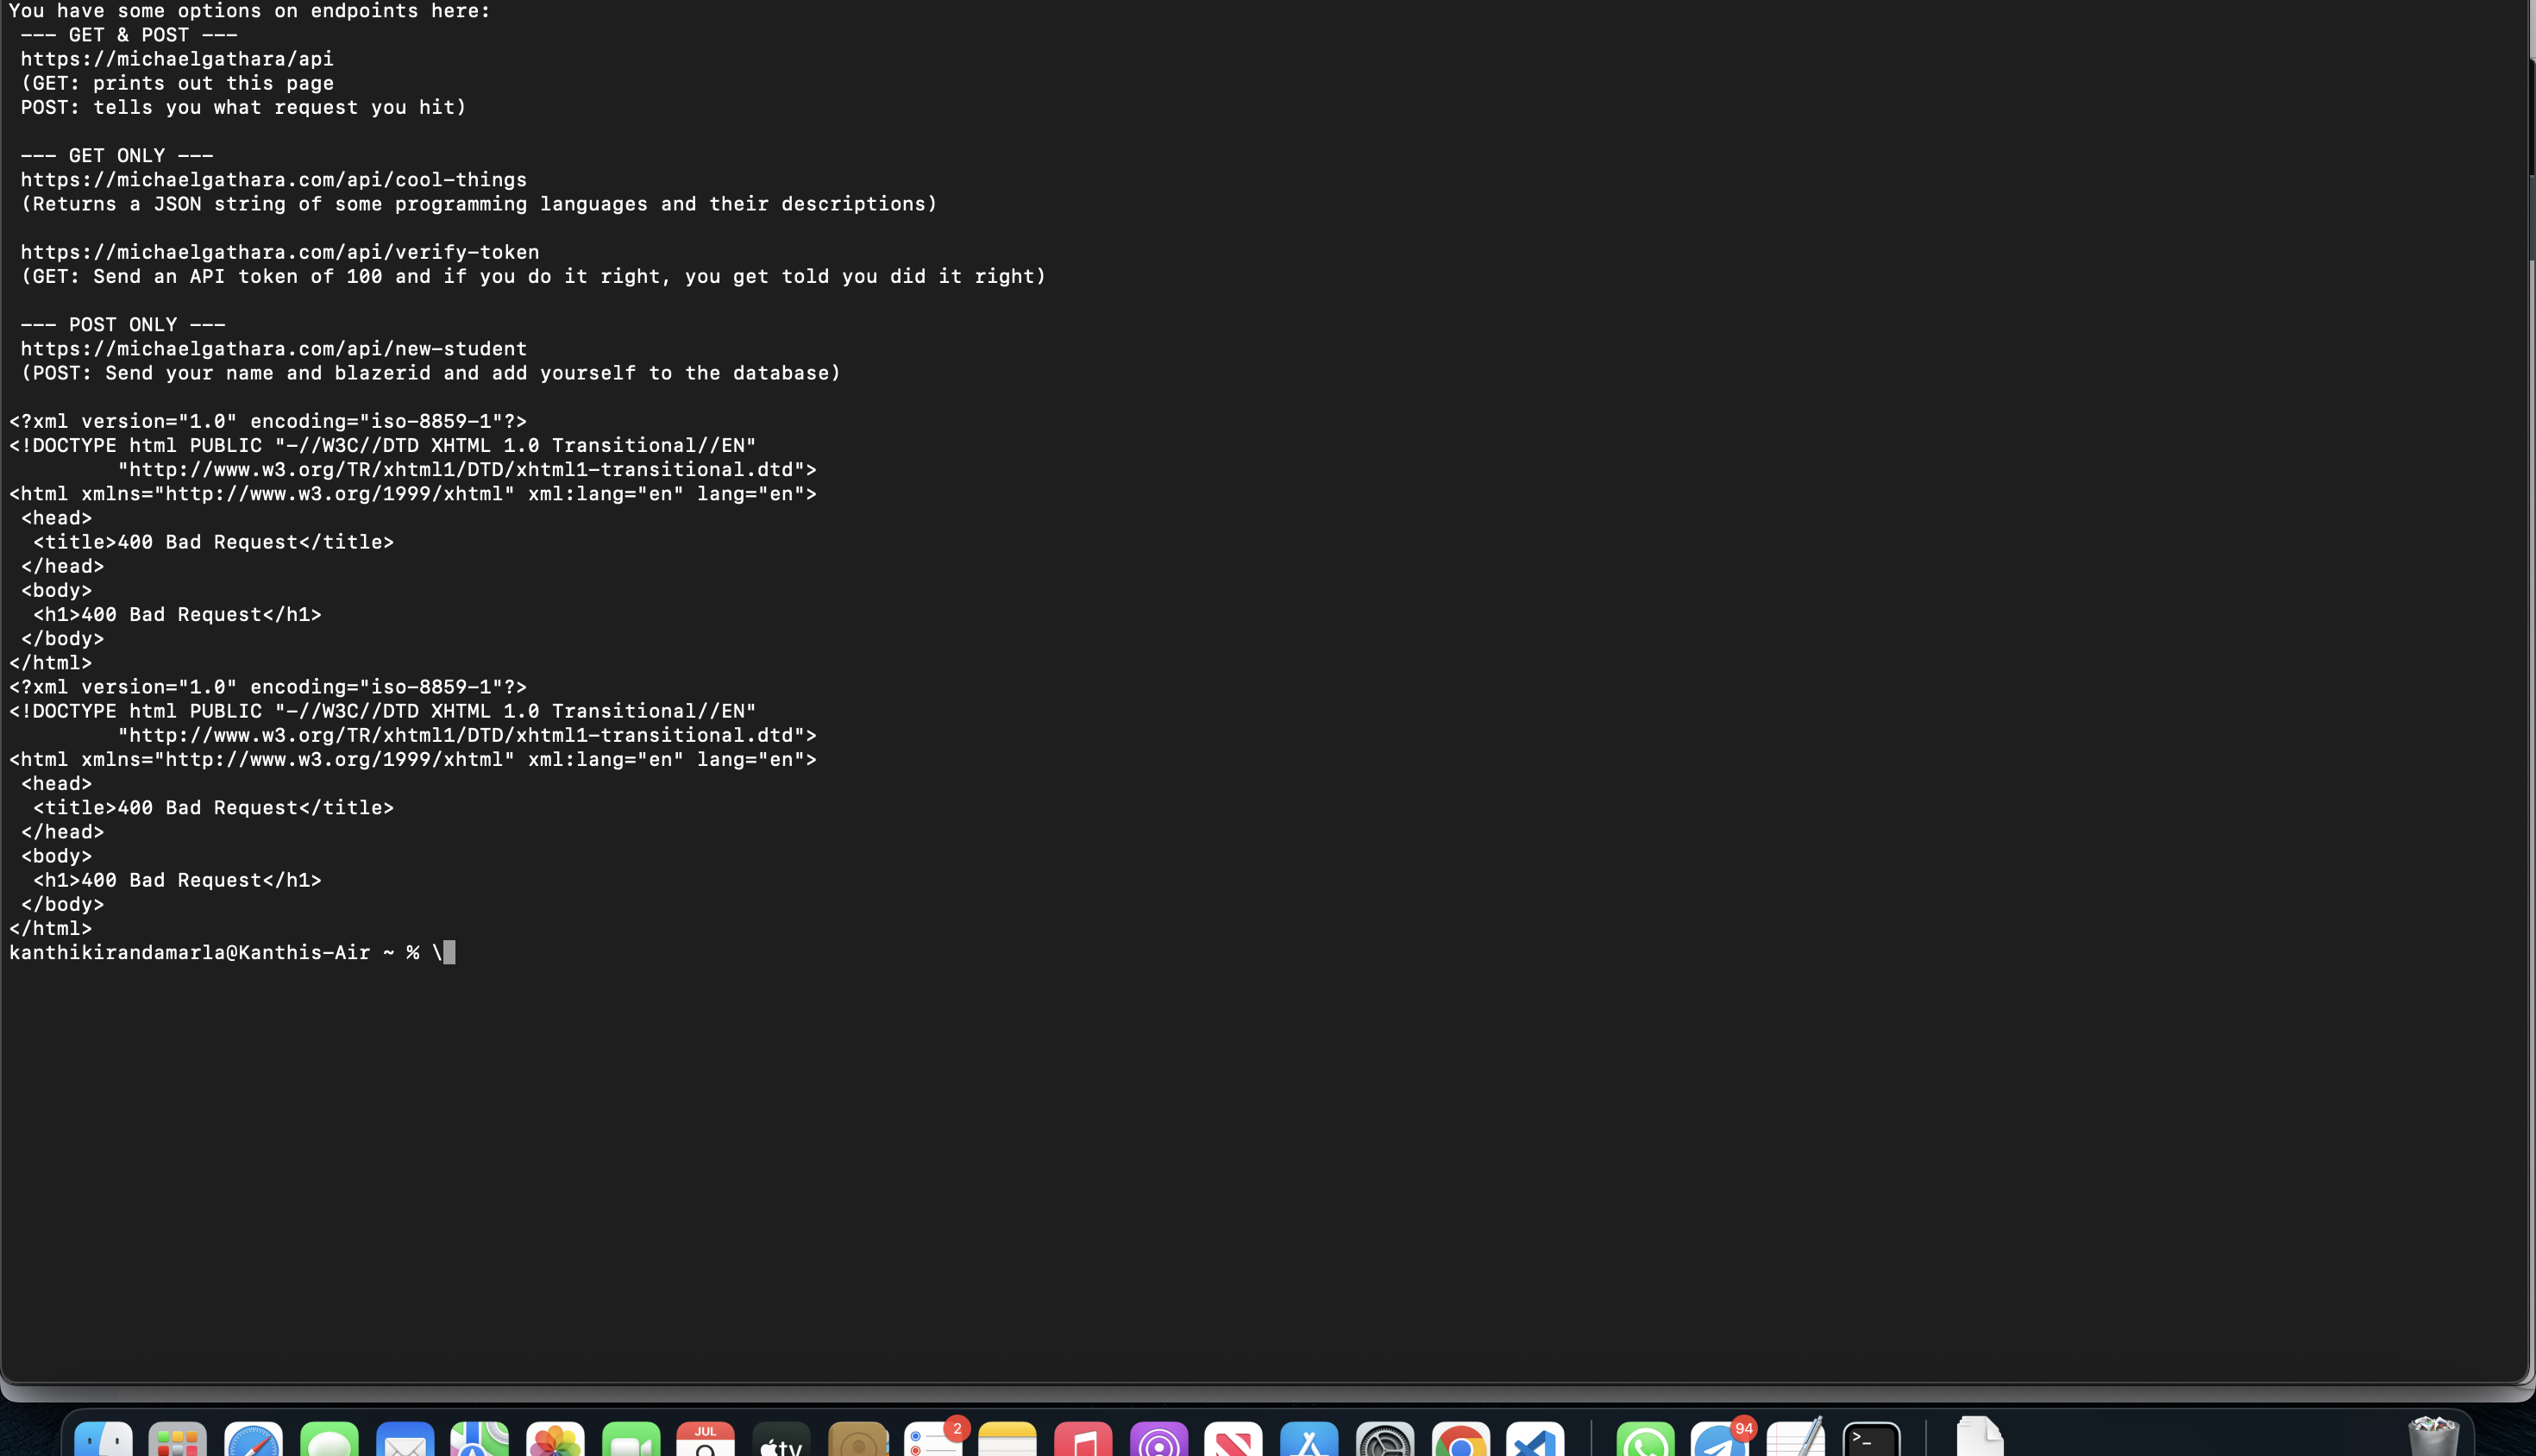 You have some options on endpoints here:
--- GET & POST ---
https://michaelgathara/api
(GET: prints out this page
POST: tells you what request you hit)
--- GET ONLY ---
https://michaelgathara.com/api/cool-things
(Returns a JSON string of some programming languages and their descriptions)
https://michaelgathara.com/api/verify-token
(GET: Send an API token of 100 and if you do it right, you get told you did it right)
--- POST ONLY ---
https://michaelgathara.com/api/new-student
(POST: Send your name and blazerid and add yourself to the database)
<?xml version="1.0" encoding="iso-8859-1"?>
<!DOCTYPE html PUBLIC "-//W3C//DTD XHTML 1.0 Transitional//EN"
"http://www.w3.org/TR/xhtml1/DTD/xhtml1-transitional.dtd">
<html xmlns="http://www.w3.org/1999/xhtml" xml:lang="en" lang="en">
<head>
<title>400 Bad Request</title>
</head>
<body>
<h1>400 Bad Request</h1>
</body>
</html>
<?xml version="1.0" encoding="iso-8859-1"?>
<!DOCTYPE html PUBLIC "-//W3C//DTD XHTML 1.0 Transitional//EN"
"http://www.w3.org/TR/xhtml1/DTD/xhtml1-transitional.dtd">
<html xmlns="http://www.w3.org/1999/xhtml" xml:lang="en" lang="en">
<head>
<title>400 Bad Request</title>
</head>
<body>
<h1>400 Bad Request</h1>
</body>
</html>
kanthikirandamarla@Kanthis-Air ~ % \
JUL
tv
2
94
>_